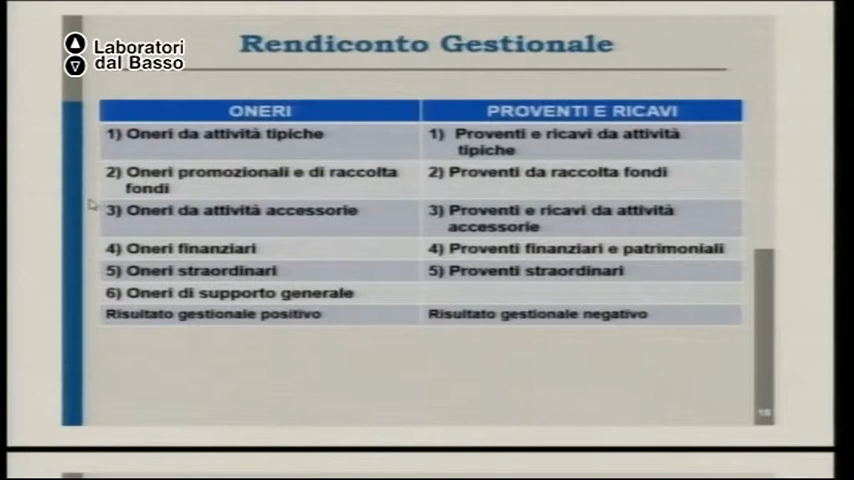 Laboratori
dal Basso
Rendiconto Gestionale
ONERI
PROVENTI E RICAVI
1) Oneri da attività tipiche
1) Proventi e ricavi da attività
tipiche
2) Oneri promozionali e di raccolta
fondi
2) Proventi da raccolta fondi
3) Oneri da attività accessorie
3) Proventi e ricavi da attività
accessorie
4) Oneri finanziari
4) Proventi finanziari e patrimoniali
5) Oneri straordinari
5) Proventi straordinari
6) Oneri di supporto generale
Risultato gestionale positivo
Risultato gestionale negativo